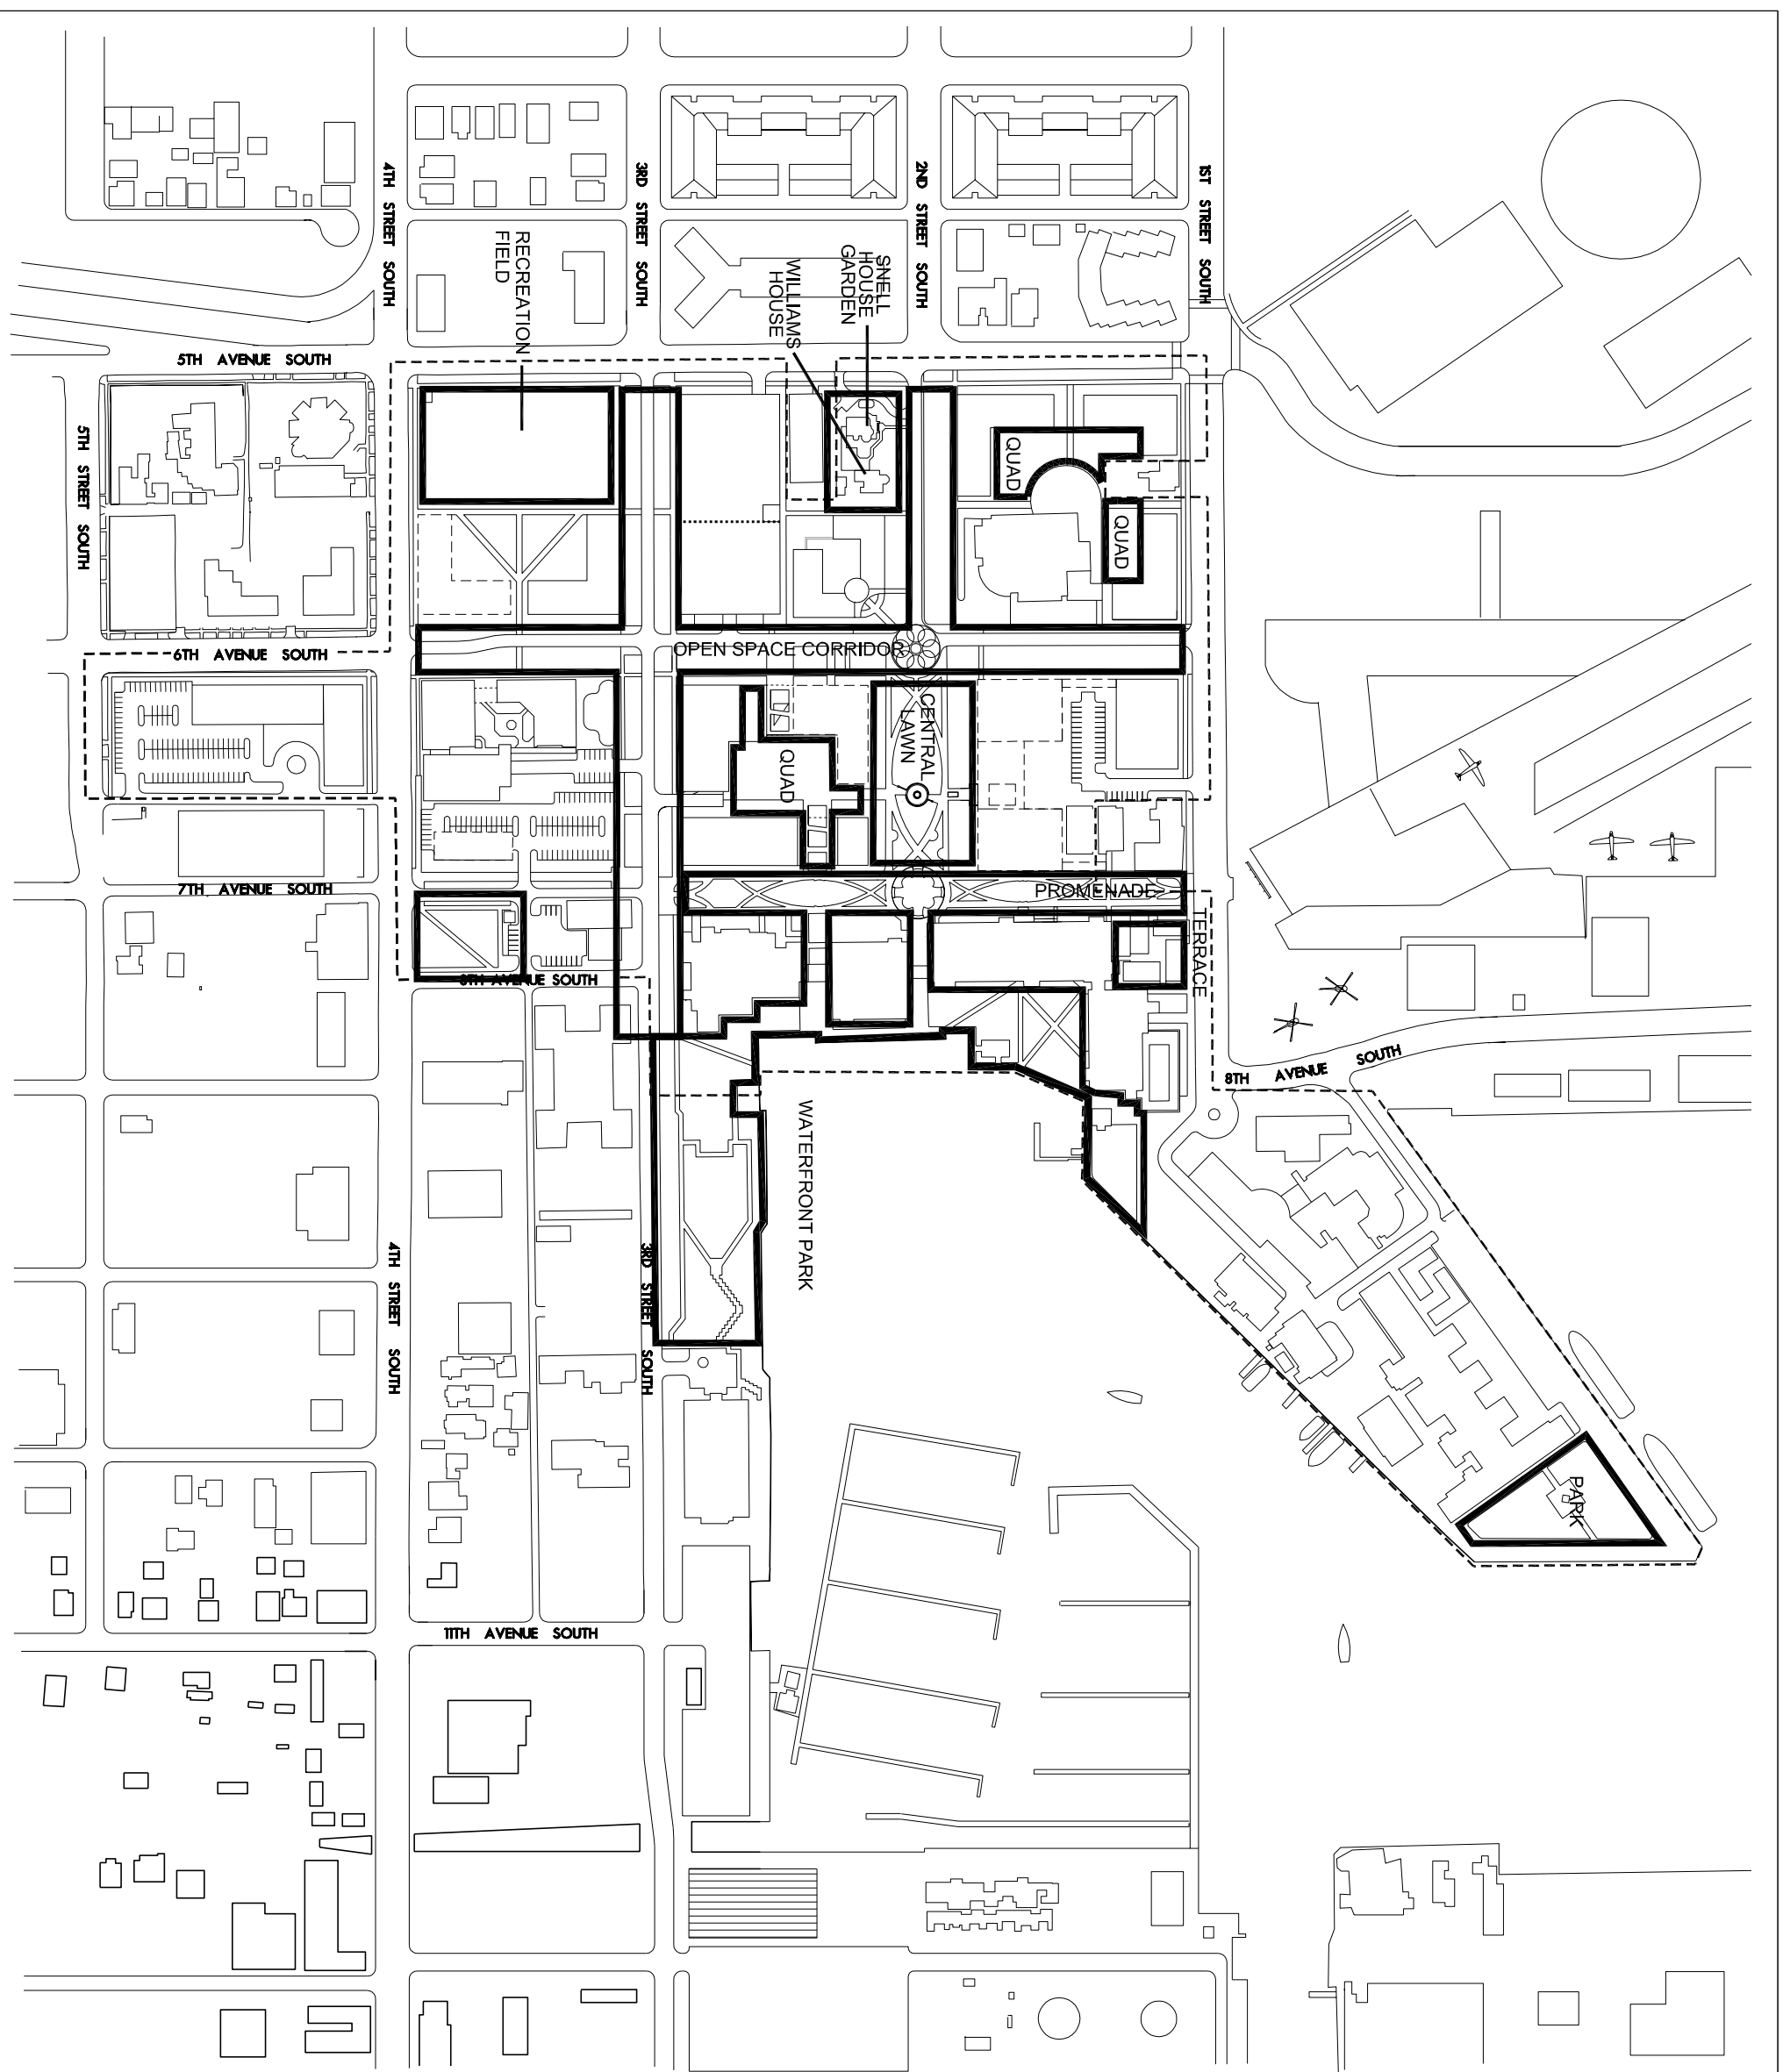 4TH STREET SOUTH
3RD STREET SOUTH
2ND STREET SOUTH
1ST STREET SOUTH
RECREATION
FIELD
SNELL
HOUSE
GARDEN
WILLIAMS
HOUSE
5TH AVENUE SOUTH
5TH STREET SOUTH
QUAD
QUAD
6TH AVENUE SOUTH
OPEN SPACE CORRIDOR
CENTRAL
LAWN
QUAD
7TH AVENUE SOUTH
PROMENADE
TERRACE
8TH AVENUE SOUTH
8TH AVENUE SOUTH
WATERFRONT PARK
4TH STREET SOUTH
3RD STREET SOUTH
PARK
11TH AVENUE SOUTH